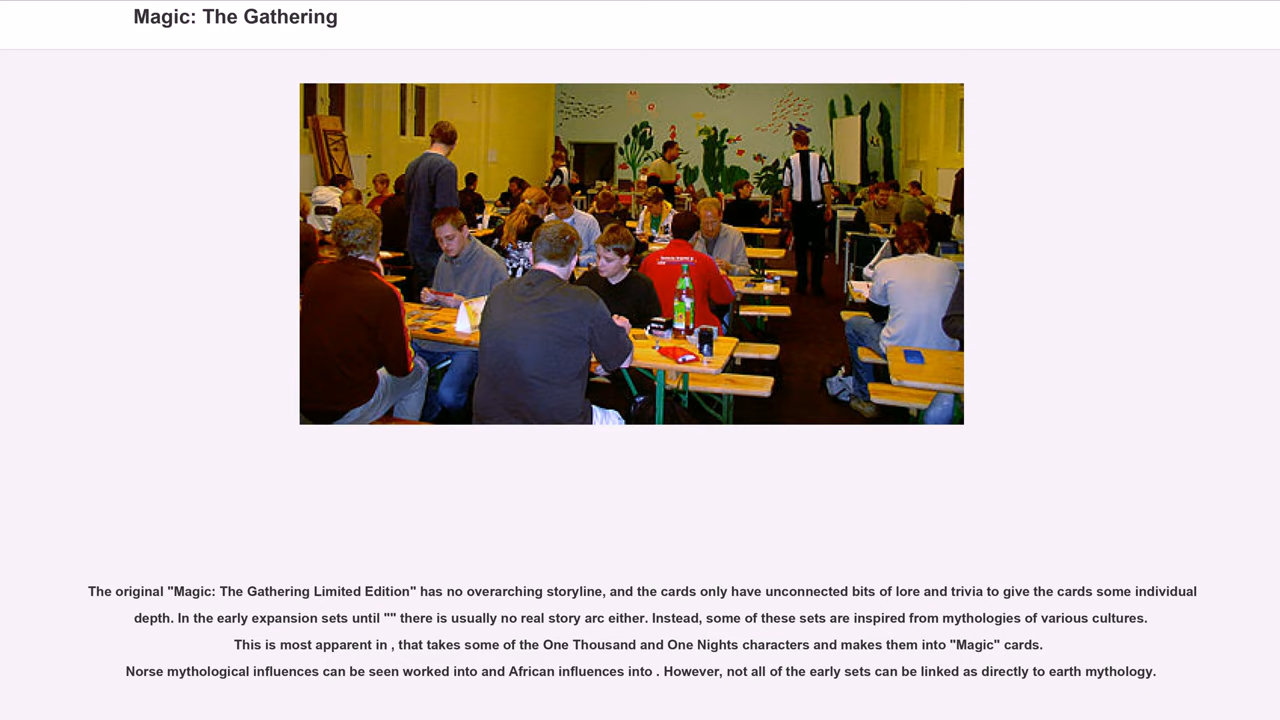 Magic: The Gathering
The original "Magic: The Gathering Limited Edition" has no overarching storyline, and the cards only have unconnected bits of lore and trivia to give the cards some individual
depth. In the early expansion sets until "" there is usually no real story arc either. Instead, some of these sets are inspired from mythologies of various cultures.
This is most apparent in , that takes some of the One Thousand and One Nights characters and makes them into "Magic" cards.
Norse mythological influences can be seen worked into and African influences into . However, not all of the early sets can be linked as directly to earth mythology.